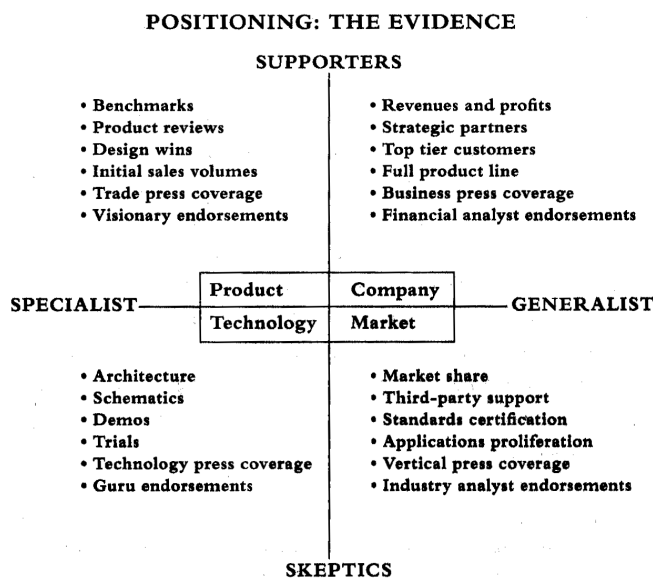 POSITIONING: THE EVIDENCE
SUPPORTERS
• Benchmarks
• Product reviews
• Design wins
• Initial sales volumes
• Trade press coverage
• Visionary endorsements
• Revenues and profits
• Strategic partners
• Top tier customers
• Full product line
• Business press coverage
• Financial analyst endorsements
SPECIALIST
Product
Company
Technology
Market
GENERALIST
• Architecture
• Schematics
• Demos
• Trials
• Technology press coverage
• Guru endorsements
• Market share
• Third-party support
• Standards certification
• Applications proliferation
• Vertical press coverage
• Industry analyst endorsements
SKEPTICS